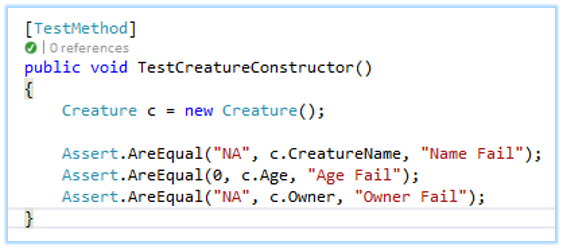 [TestMethod]
| 0 references
public void TestCreatureConstructor()
{
Creature c = new Creature();
Assert.AreEqual("NA", c.CreatureName, "Name Fail");
Assert.AreEqual(0, c.Age, "Age Fail");
Assert.AreEqual("NA", c.Owner, "Owner Fail");
}